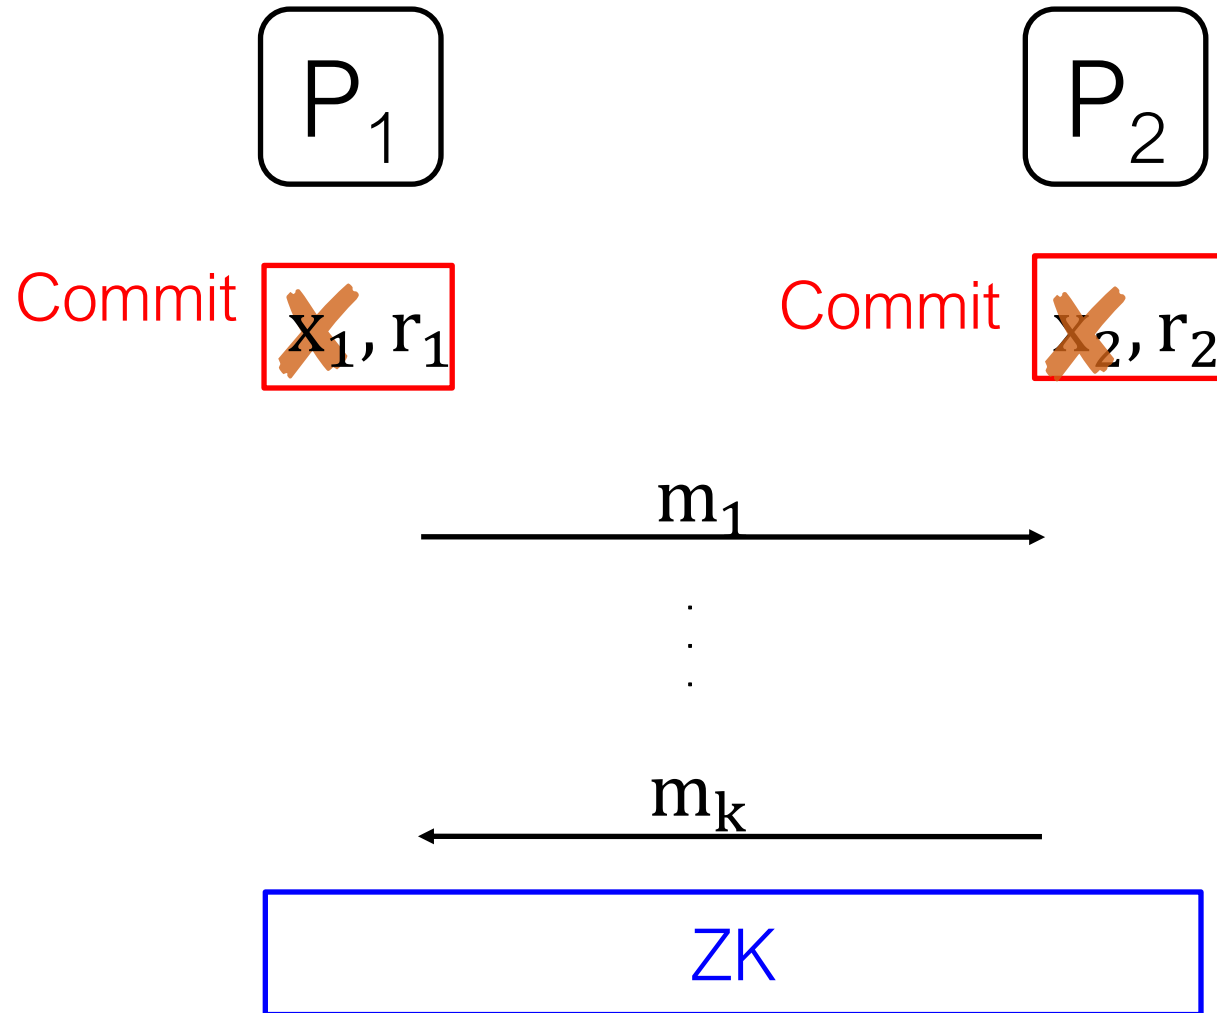 P₁ P₂
Commit x₁, r₁ Commit x₂, r₂
m₁
.
.
.
mₖ
ZK